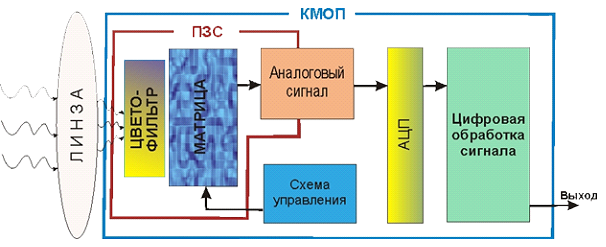 КМОП
ПЗС
ЛИНЗА
ЦВЕТО-
ФИЛЬТР
МАТРИЦА
Аналоговый
сигнал
АЦП
Цифровая
обработка
сигнала
Схема
управления
Выход